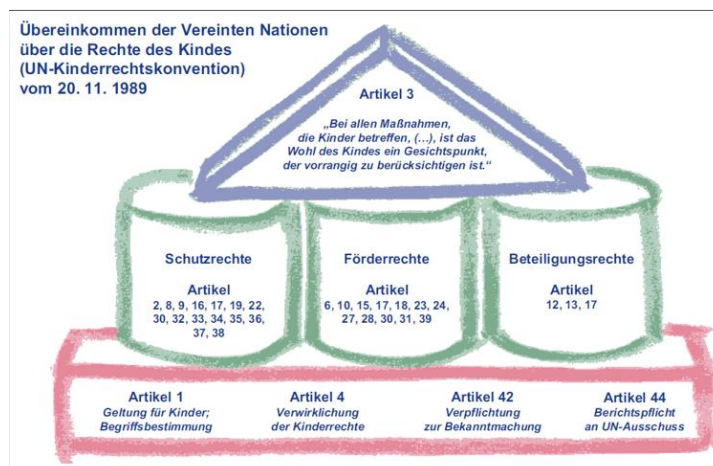 Übereinkommen der Vereinten Nationen
über die Rechte des Kindes
(UN-Kinderrechtskonvention)
vom 20. 11. 1989
Artikel 3
„Bei allen Maßnahmen,
die Kinder betreffen, (...), ist das
Wohl des Kindes ein Gesichtspunkt,
der vorrangig zu berücksichtigen ist.“
Schutzrechte
Artikel
2, 8, 9, 16, 17, 19, 22,
30, 32, 33, 34, 35, 36,
37, 38
Förderrechte
Artikel
6, 10, 15, 17, 18, 23, 24,
27, 28, 30, 31, 39
Beteiligungsrechte
Artikel
12, 13, 17
Artikel 1
Geltung für Kinder;
Begriffsbestimmung
Artikel 4
Verwirklichung
der Kinderrechte
Artikel 42
Verpflichtung
zur Bekanntmachung
Artikel 44
Berichtspflicht
an UN-Ausschuss